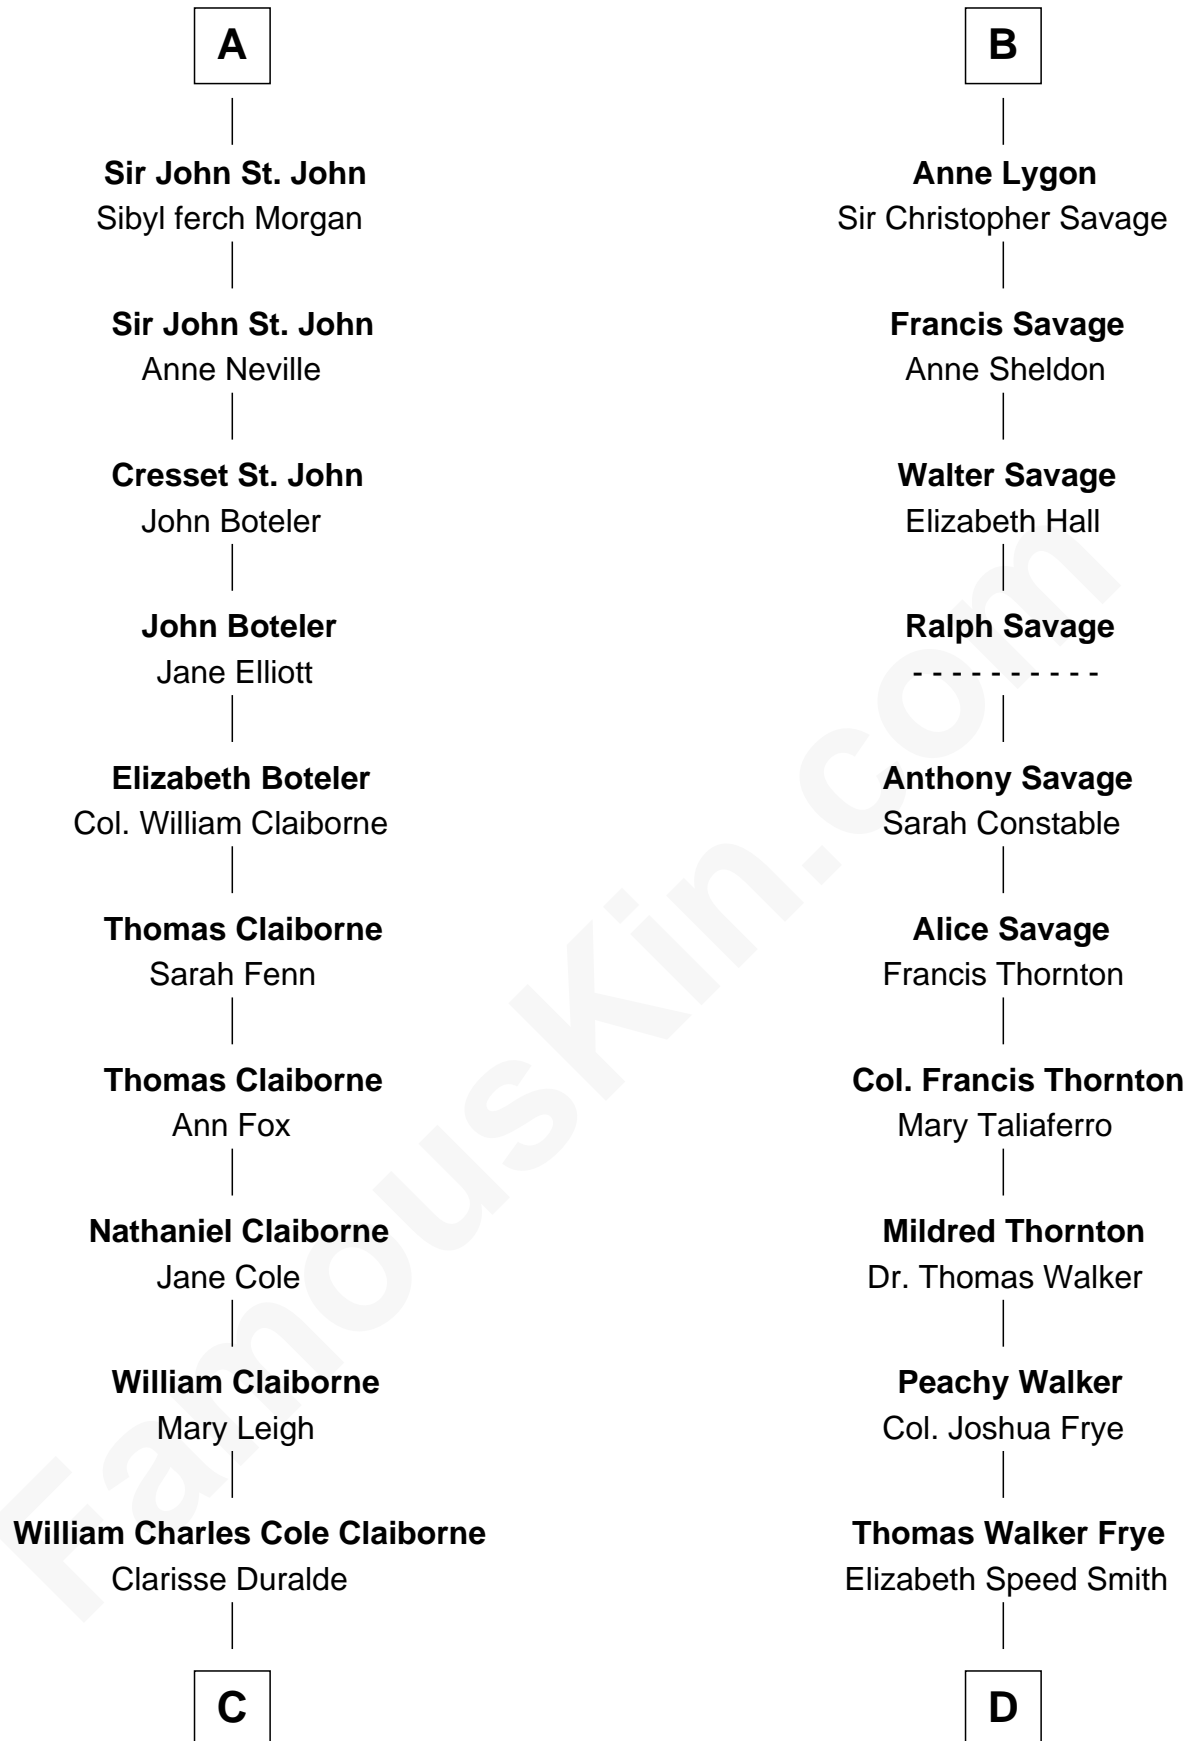 A
Sir John St. John
Sibyl ferch Morgan
Sir John St. John
Anne Neville
Cresset St. John
John Boteler
John Boteler
Jane Elliott
Elizabeth Boteler
Col. William Claiborne
Thomas Claiborne
Sarah Fenn
Thomas Claiborne
Ann Fox
Nathaniel Claiborne
Jane Cole
William Claiborne
Mary Leigh
William Charles Cole Claiborne
Clarisse Duralde
C
B
Anne Lygon
Sir Christopher Savage
Francis Savage
Anne Sheldon
Walter Savage
Elizabeth Hall
Ralph Savage
- - - - - - - - - -
Anthony Savage
Sarah Constable
Alice Savage
Francis Thornton
Col. Francis Thornton
Mary Taliaferro
Mildred Thornton
Dr. Thomas Walker
Peachy Walker
Col. Joshua Frye
Thomas Walker Frye
Elizabeth Speed Smith
D
FamousKin.com